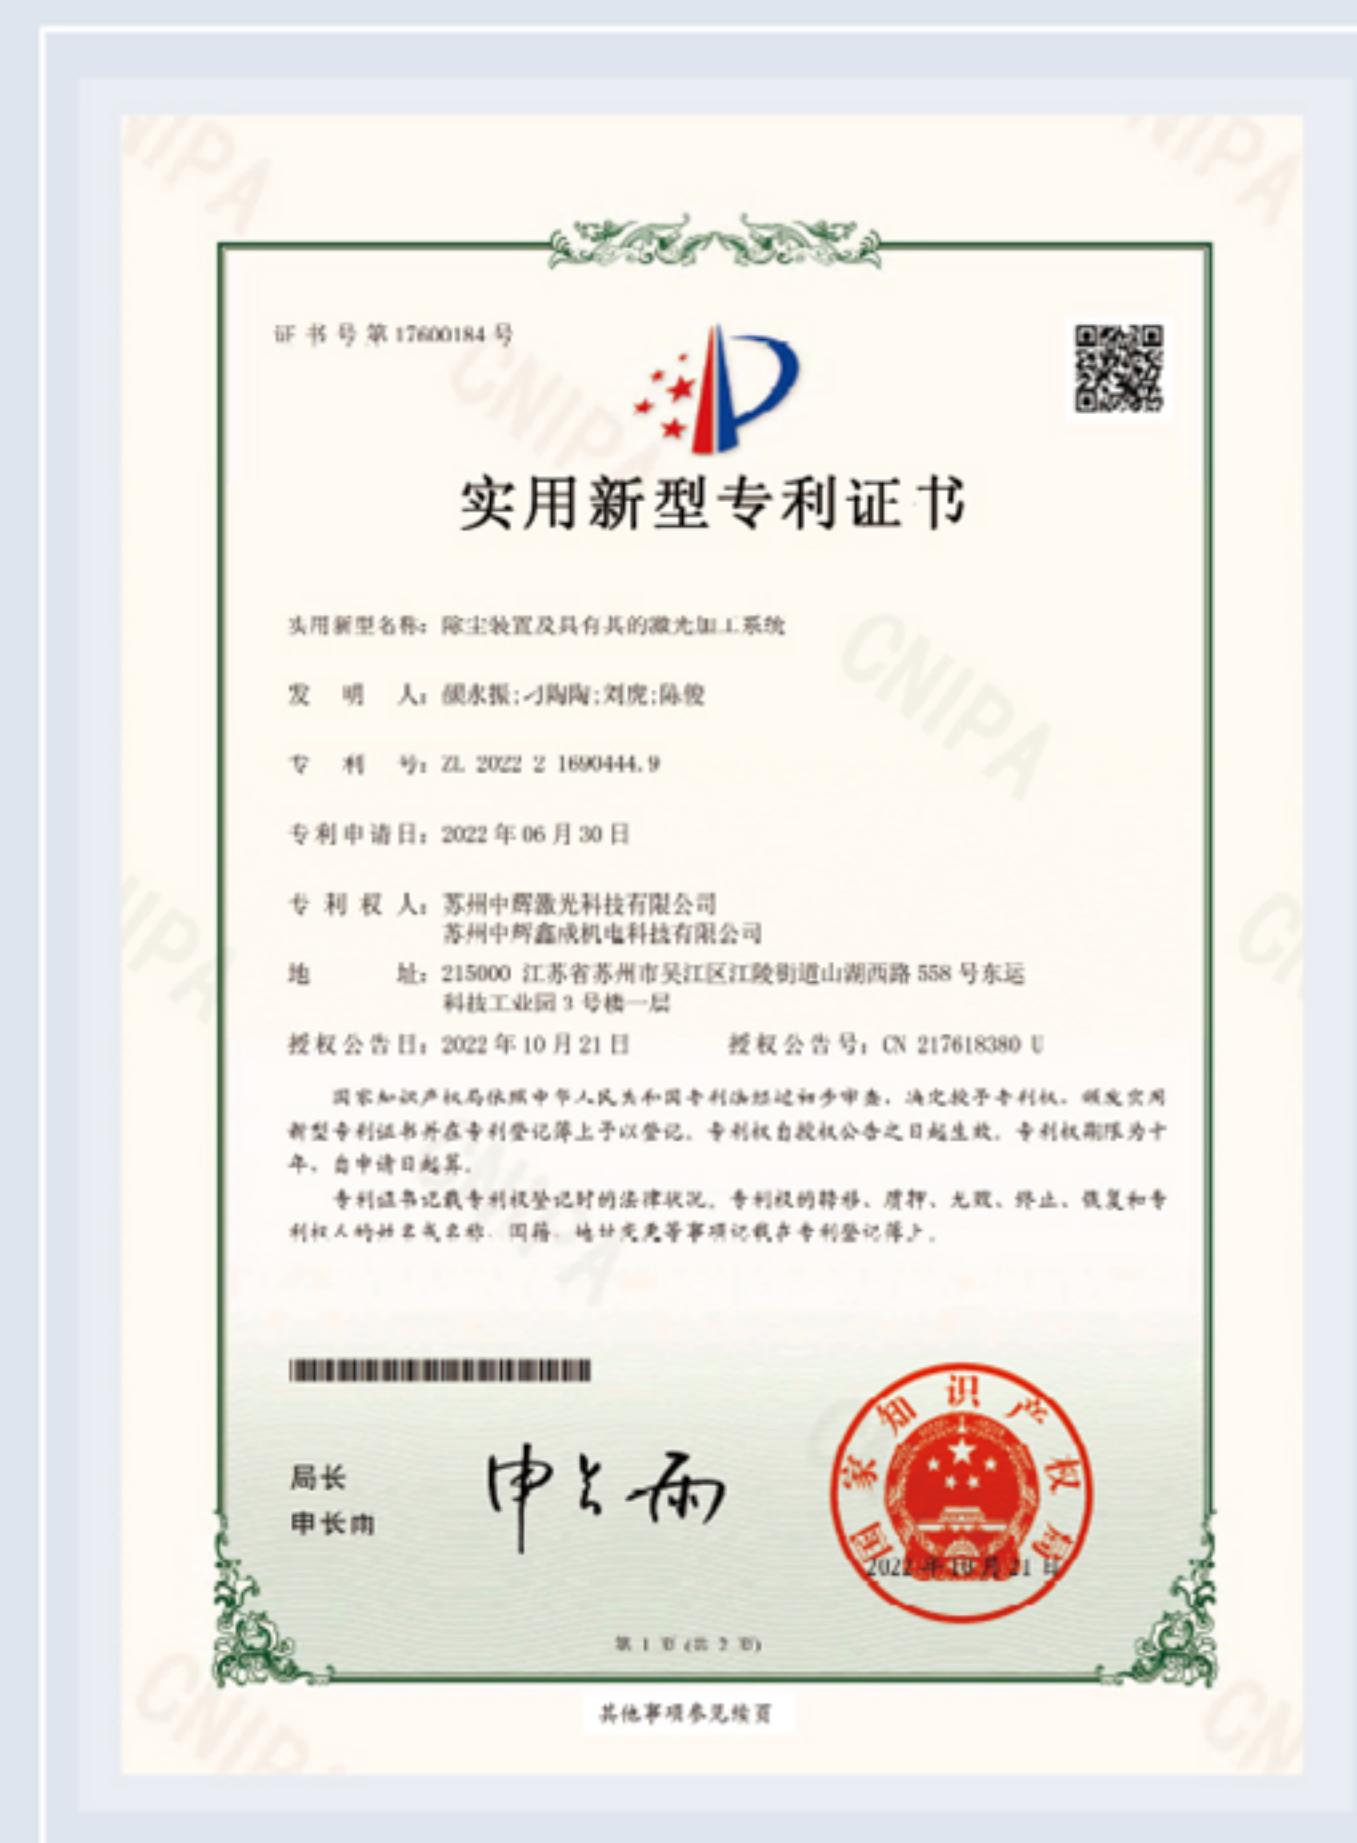 证书号第17600184号
实用新型专利证书
实用新型名称：除尘装置及具有其的激光加工系统
发明人：颜永振;刁陶陶;刘虎;陈俊
专利号：ZL 2022 2 1690444.9
专利申请日：2022年06月30日
专利权人：苏州中辉激光科技有限公司
苏州中辉鑫成机电科技有限公司
地址：215000 江苏省苏州市吴江区江陵街道山湖西路558号东运
科技工业园3号楼一层
授权公告日：2022年10月21日 授权公告号：CN 217618380 U
国家知识产权局依照中华人民共和国专利法经过初步审查，决定授予专利权，颁发实用
新型专利证书并在专利登记簿上予以登记。专利权自授权公告之日起生效。专利权期限为十
年，自申请日起算。
专利证书记载专利权登记时的法律状况。专利权的转移、质押、无效、终止、恢复和专
利权人的姓名或名称、国籍、地址变更等事项记载在专利登记簿上。
局长
申长雨
申长雨
国家知识产权局
2022年10月21日
第 1 页 (共 2 页)
其他事项参见续页
CNIPA